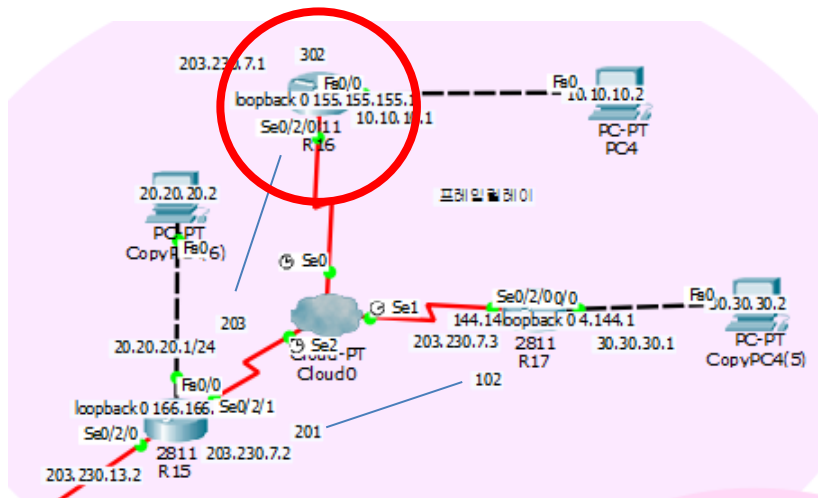 302
203.230.7.1
Fa0/0
loopback 0 155.155.155.1
10.10.10.1
Se0/2/0
11
R16
Fa0
10.10.10.2
PC-PT
PC4
프레임릴레이
20.20.20.2
PC-PT
Fa0
Se0
Se1
Se2
Cloud-PT
Cloud0
203
Se0/2/0
0/0
loopback 0
4.144.1
144.14
203.230.7.3
2811
R17
30.30.30.1
Fa0
30.30.30.2
PC-PT
CopyPC4(5)
102
20.20.20.1/24
Fa0/0
loopback 0 166.166.
Se0/2/1
Se0/2/0
2811
R15
203.230.7.2
201
203.230.13.2